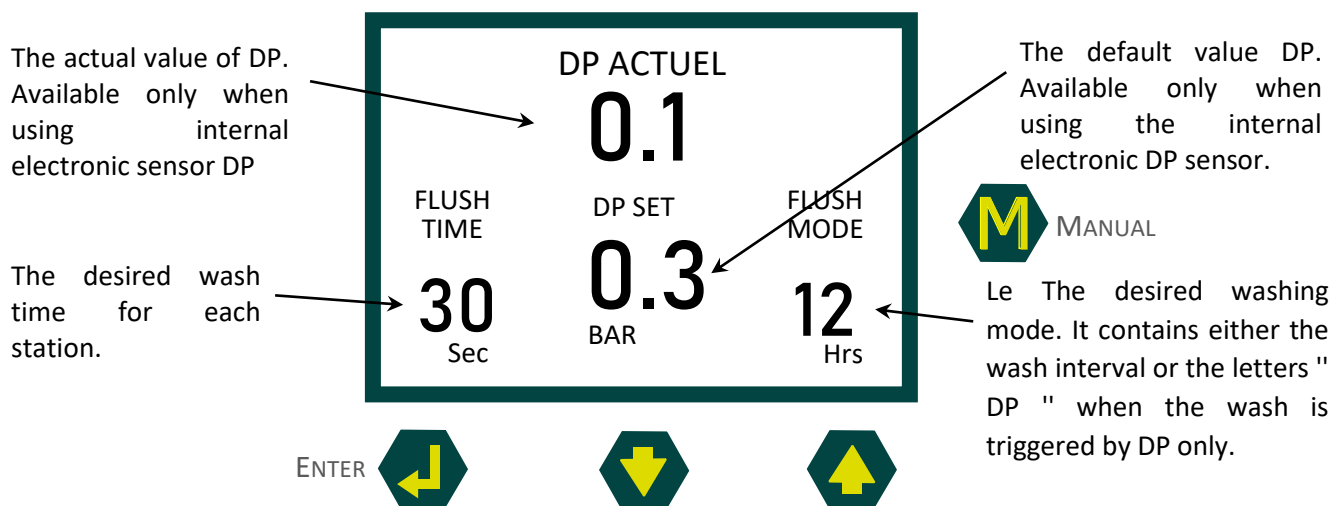 The actual value of DP.
Available only when
using internal
electronic sensor DP
The desired wash
time for each
station.
DP ACTUEL
0.1
FLUSH
TIME
30
Sec
DP SET
0.3
BAR
FLUSH
MODE
12
Hrs
The default value DP.
Available only when
using the internal
electronic DP sensor.
M MANUAL
Le The desired washing
mode. It contains either the
wash interval or the letters "
DP " when the wash is
triggered by DP only.
ENTER